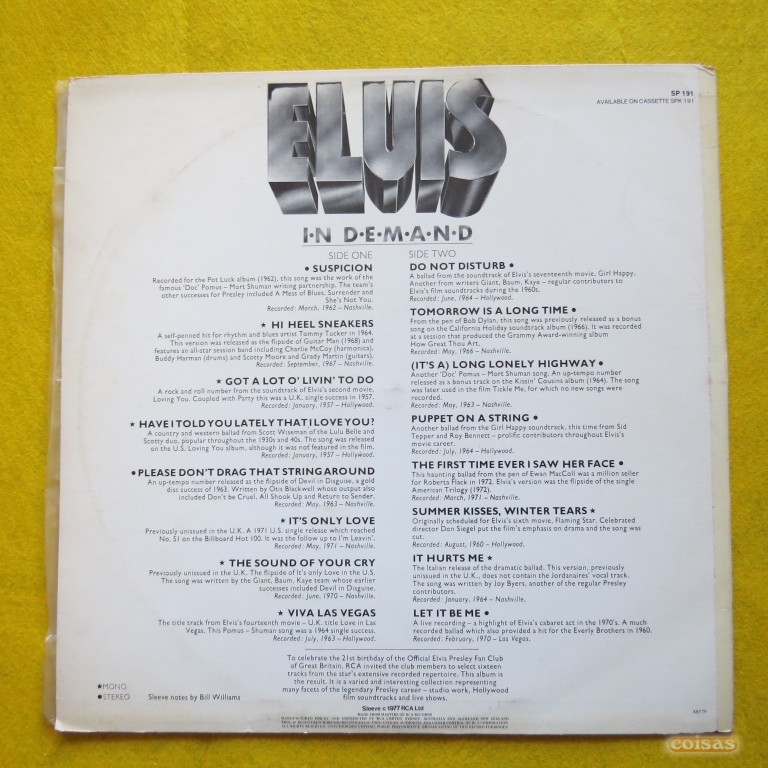 ELVIS
I·N D·E·M·A·N·D
SP 191
AVAILABLE ON CASSETTE SPK 191
SIDE ONE
• SUSPICION
Recorded for the Pot Luck album (1962), this song was the work of the
famous 'Doc' Pomus – Mort Shuman writing partnership. The team's
other successes for Presley included A Mess of Blues, Surrender and
She's Not You.
Recorded: March, 1962 – Nashville.
★ HI HEEL SNEAKERS
A self-penned hit for rhythm and blues artist Tommy Tucker in 1964.
This version was released as the flipside of Guitar Man (1968) and
features an all-star session band including Charlie McCoy (harmonica),
Buddy Harman (drums) and Scotty Moore and Grady Martin (guitars).
Recorded: September, 1967 – Nashville.
★ GOT A LOT O' LIVIN' TO DO
A rock and roll number from the soundtrack of Elvis's second movie,
Loving You. Coupled with Party this was a U.K. single success in 1957.
Recorded: January, 1957 – Hollywood.
★ HAVE I TOLD YOU LATELY THAT I LOVE YOU?
A country and western ballad from Scott Wiseman of the Lulu Belle and
Scotty duo, popular throughout the 1930s and 40s. The song was released
on the U.S. Loving You album, although it was not featured in the film.
Recorded: January, 1957 – Hollywood.
• PLEASE DON'T DRAG THAT STRING AROUND
An up-tempo number released as the flipside of Devil in Disguise, a gold
disc success of 1963. Written by Otis Blackwell whose output also
included Don't be Cruel, All Shook Up and Return to Sender.
Recorded: May, 1963 – Nashville.
★ IT'S ONLY LOVE
Previously unissued in the U.K. A 1971 U.S. single release which reached
No. 51 on the Billboard Hot 100. It was the follow up to I'm Leavin'.
Recorded: May, 1971 – Nashville.
★ THE SOUND OF YOUR CRY
Previously unissued in the U.K. The flipside of It's only Love in the U.S.
The song was written by the Giant, Baum, Kaye team whose earlier
successes included Devil in Disguise.
Recorded: June, 1970 – Nashville.
★ VIVA LAS VEGAS
The title track from Elvis's fourteenth movie – U.K. title Love in Las
Vegas. This Pomus – Shuman song was a 1964 single success.
Recorded: July, 1963 – Hollywood.
SIDE TWO
DO NOT DISTURB •
A ballad from the soundtrack of Elvis's seventeenth movie, Girl Happy.
Another from writers Giant, Baum, Kaye – regular contributors to
Elvis's film soundtracks during the 1960s.
Recorded: June, 1964 – Hollywood.
TOMORROW IS A LONG TIME •
From the pen of Bob Dylan, this song was previously released as a bonus
song on the California Holiday soundtrack album (1966). It was recorded
at a session that produced the Grammy Award-winning album
How Great Thou Art.
Recorded: May, 1966 – Nashville.
(IT'S A) LONG LONELY HIGHWAY •
Another 'Doc' Pomus – Mort Shuman song. An up-tempo number
released as a bonus track on the Kissin' Cousins album (1964). The song
was later used in the film Tickle Me, for which no new songs were
recorded.
Recorded: May, 1963 – Nashville.
PUPPET ON A STRING •
Another ballad from the Girl Happy soundtrack, this time from Sid
Tepper and Roy Bennett – prolific contributors throughout Elvis's
movie career.
Recorded: July, 1964 – Hollywood.
THE FIRST TIME EVER I SAW HER FACE •
This haunting ballad from the pen of Ewan MacColl was a million seller
for Roberta Flack in 1972. Elvis's version was the flipside of the single
American Trilogy (1972).
Recorded: March, 1971 – Nashville.
SUMMER KISSES, WINTER TEARS ★
Originally scheduled for Elvis's sixth movie, Flaming Star. Celebrated
director Don Siegel put the film's emphasis on drama and the song was
cut.
Recorded: August, 1960 – Hollywood.
IT HURTS ME ★
The Italian release of the dramatic ballad. This version, previously
unissued in the U.K., does not contain the Jordanaires' vocal track.
The song was written by Joy Byers, another of the regular Presley
contributors.
Recorded: January, 1964 – Nashville.
LET IT BE ME •
A live recording – a highlight of Elvis's cabaret act in the 1970's. A much
recorded ballad which also provided a hit for the Everly Brothers in 1960.
Recorded: February, 1970 – Las Vegas.
To celebrate the 21st birthday of the Official Elvis Presley Fan Club
of Great Britain, RCA invited the club members to select sixteen
tracks from the star's extensive recorded repertoire. This album is
the result. It is a varied and interesting collection representing
many facets of the legendary Presley career – studio work, Hollywood
film soundtracks and live shows.
★MONO
●STEREO
Sleeve notes by Bill Williams
Sleeve c 1977 RCA Ltd
coisas